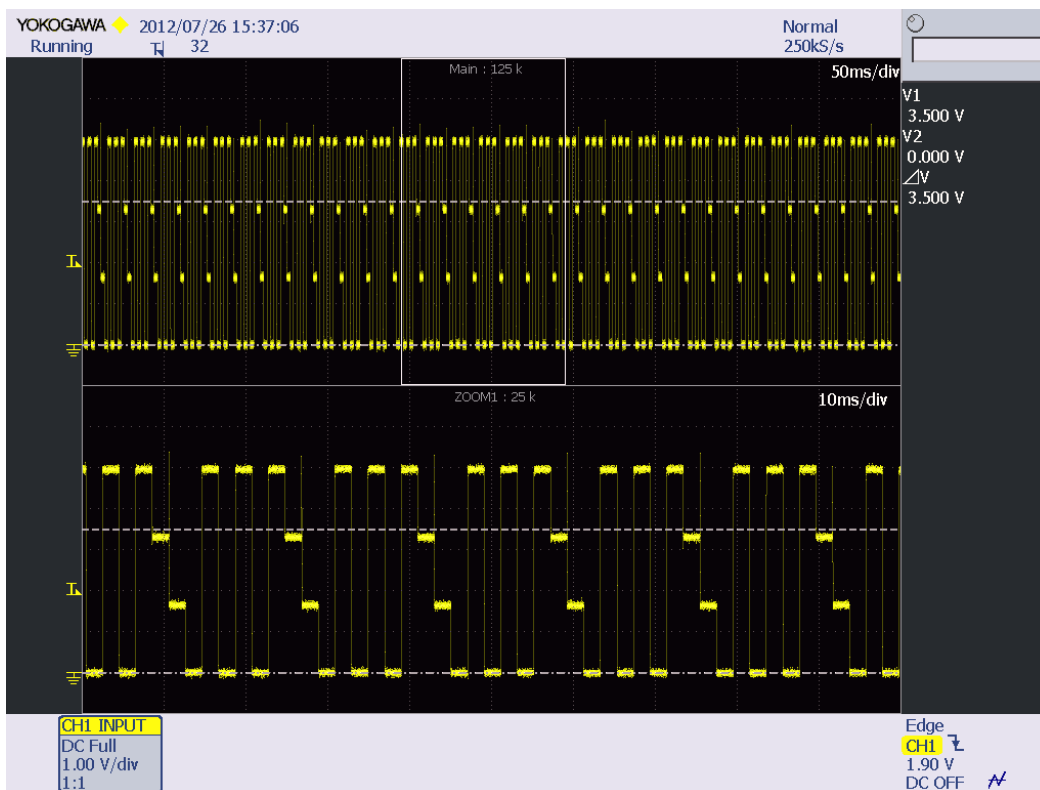 YOKOGAWA 2012/07/26 15:37:06 Normal
Running 32 250kS/s
Main : 125 k 50ms/div
V1
3.500 V
V2
0.000 V
⊿V
3.500 V
ZOOM1 : 25 k 10ms/div
CH1 INPUT
DC Full
1.00 V/div
1:1
Edge
CH1
1.90 V
DC OFF